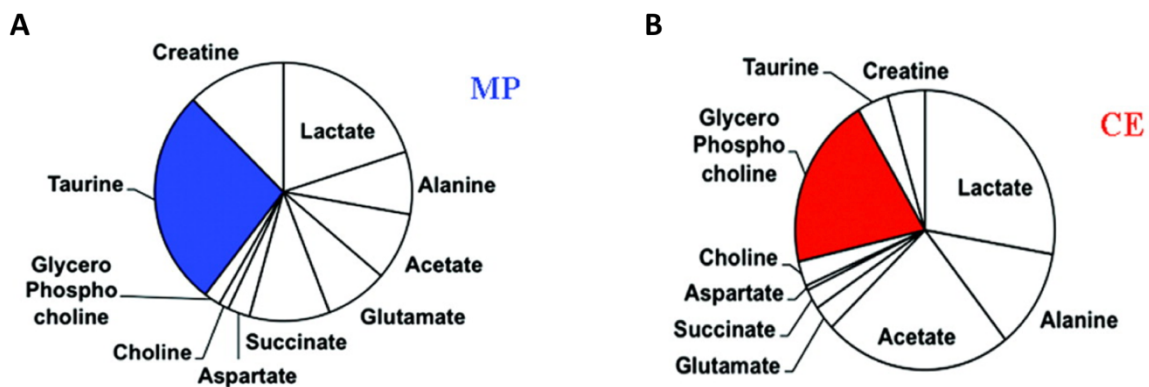 A
Creatine
MP
Lactate
Taurine
Alanine
Glycero
Phospho
choline
Acetate
Glutamate
Choline
Succinate
Aspartate
B
Taurine
Creatine
Glycero
Phospho
choline
CE
Lactate
Choline
Aspartate
Succinate
Glutamate
Acetate
Alanine